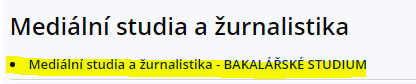 Mediální studia a žurnalistika
• Mediální studia a žurnalistika - BAKALÁŘSKÉ STUDIUM